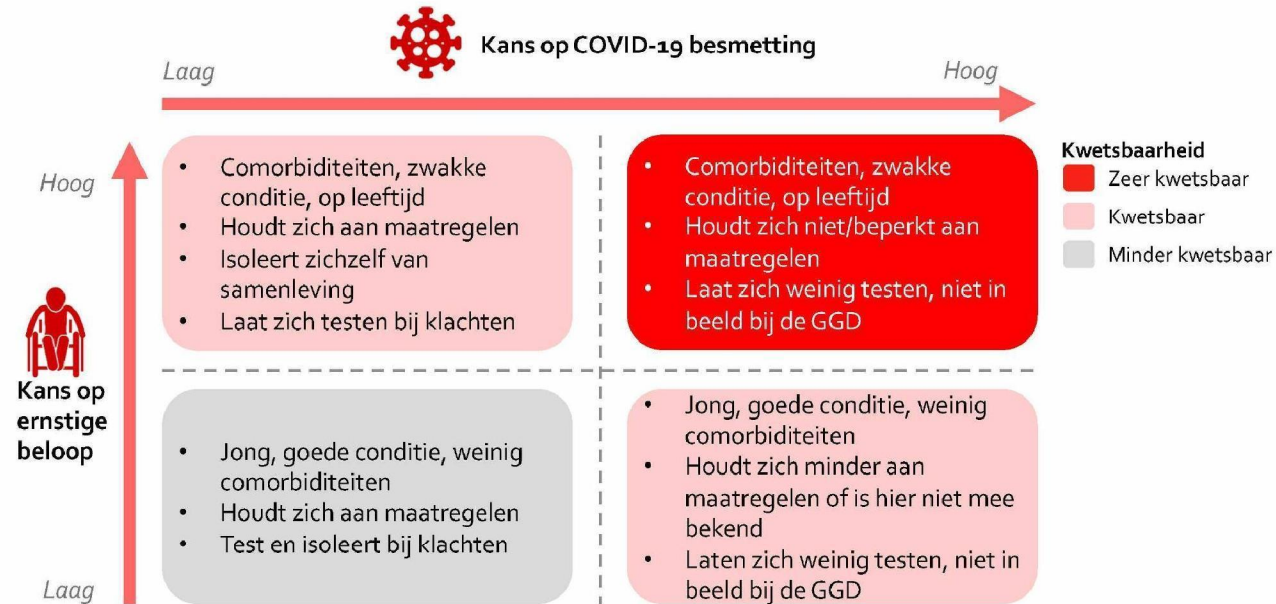 Kans op COVID-19 besmetting
Laag
Hoog
Hoog
Kans op
ernstige
beloop
Laag
• Comorbiditeiten, zwakke
conditie, op leeftijd
• Houdt zich aan maatregelen
• Isoleert zichzelf van
samenleving
• Laat zich testen bij klachten
• Comorbiditeiten, zwakke
conditie, op leeftijd
• Houdt zich niet/beperkt aan
maatregelen
• Laat zich weinig testen, niet in
beeld bij de GGD
Kwetsbaarheid
Zeer kwetsbaar
Kwetsbaar
Minder kwetsbaar
• Jong, goede conditie, weinig
comorbiditeiten
• Houdt zich aan maatregelen
• Test en isoleert bij klachten
• Jong, goede conditie, weinig
comorbiditeiten
• Houdt zich minder aan
maatregelen of is hier niet mee
bekend
• Laten zich weinig testen, niet in
beeld bij de GGD